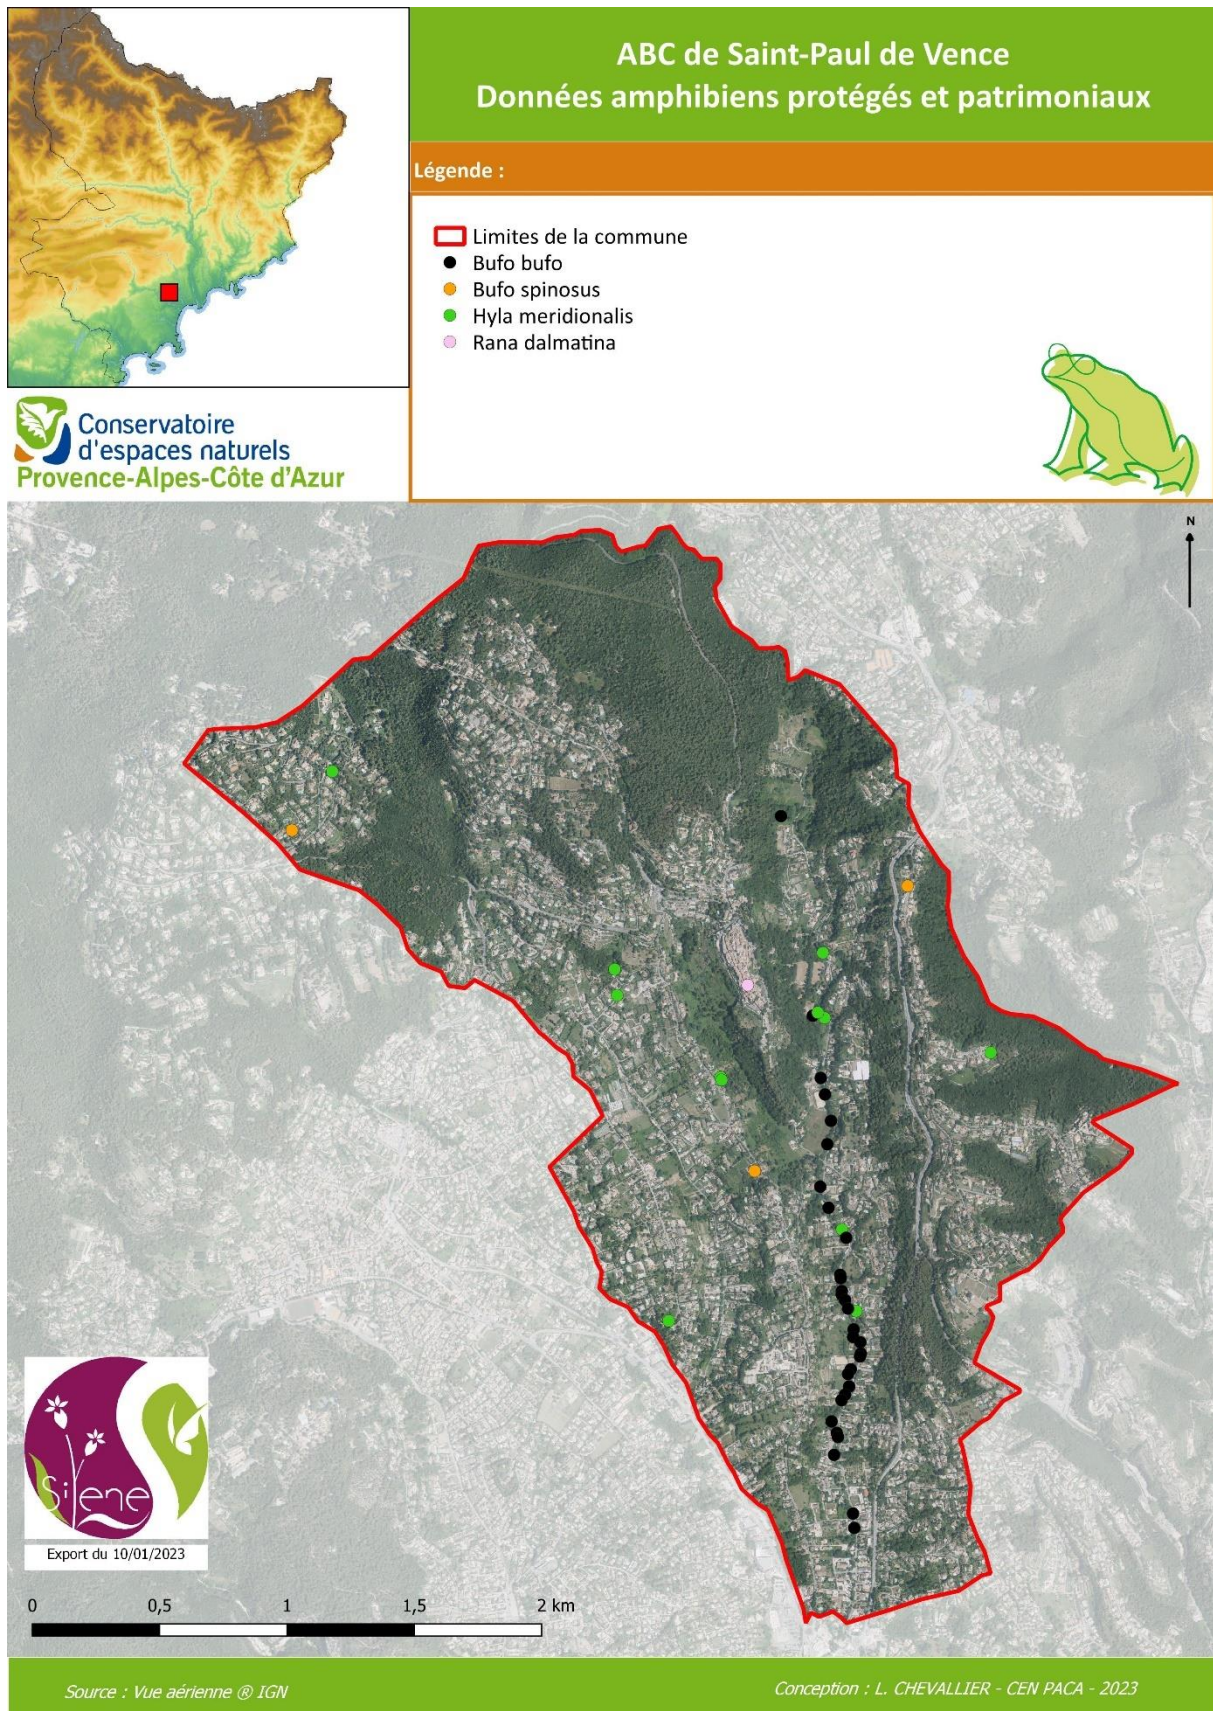 ABC de Saint-Paul de Vence
Données amphibiens protégés et patrimoniaux
Légende :
Limites de la commune
Bufo bufo
Bufo spinosus
Hyla meridionalis
Rana dalmatina
Conservatoire
d'espaces naturels
Provence-Alpes-Côte d'Azur
N
Silene
Export du 10/01/2023
0 0,5 1 1,5 2 km
Source : Vue aérienne ® IGN
Conception : L. CHEVALLIER - CEN PACA - 2023